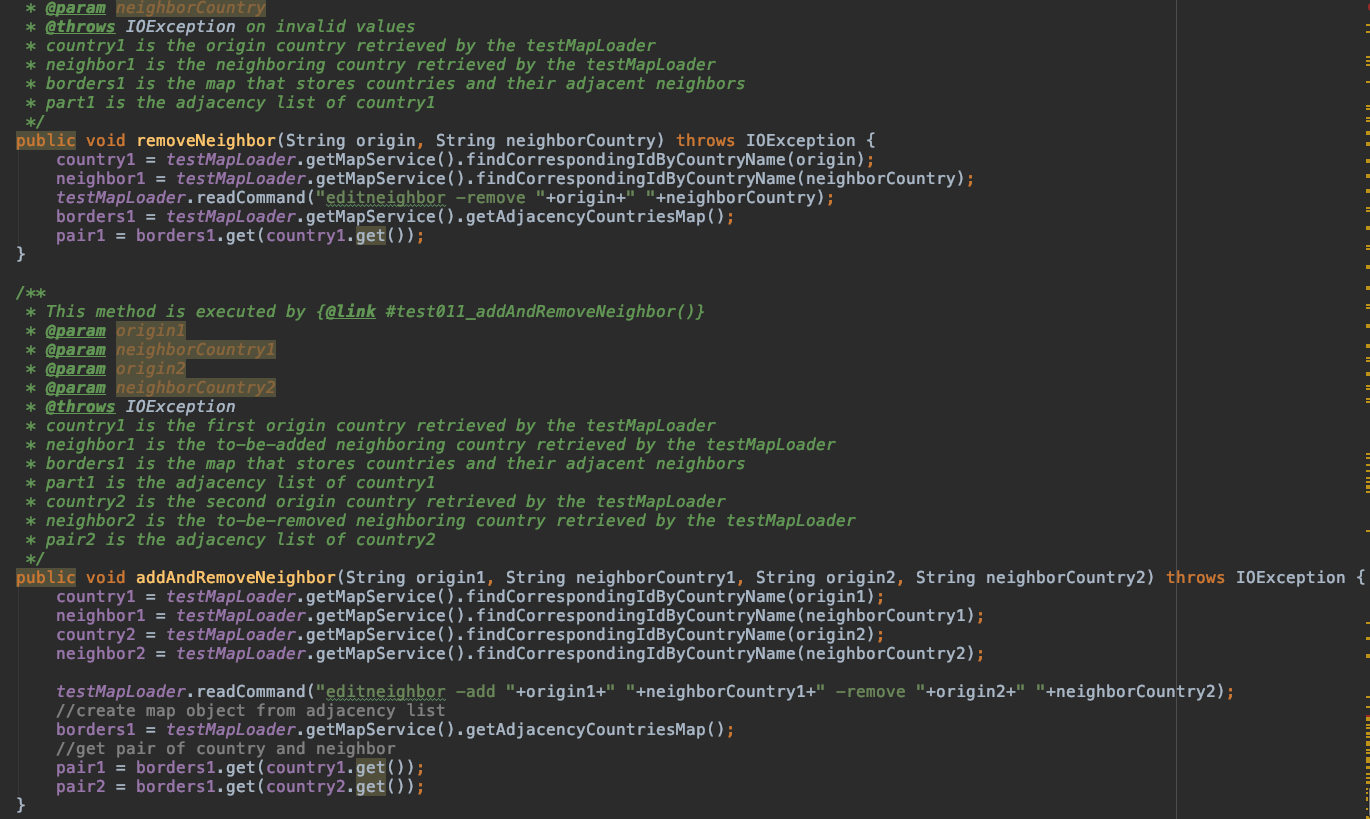 * @param neighborCountry
* @throws IOException on invalid values
* country1 is the origin country retrieved by the testMapLoader
* neighbor1 is the neighboring country retrieved by the testMapLoader
* borders1 is the map that stores countries and their adjacent neighbors
* part1 is the adjacency list of country1
*/
public void removeNeighbor(String origin, String neighborCountry) throws IOException {
country1 = testMapLoader.getMapService().findCorrespondingIdByCountryName(origin);
neighbor1 = testMapLoader.getMapService().findCorrespondingIdByCountryName(neighborCountry);
testMapLoader.readCommand("editneighbor -remove "+origin+" "+neighborCountry);
borders1 = testMapLoader.getMapService().getAdjacencyCountriesMap();
pair1 = borders1.get(country1.get());
}
/**
* This method is executed by {@link #test011_addAndRemoveNeighbor()}
* @param origin1
* @param neighborCountry1
* @param origin2
* @param neighborCountry2
* @throws IOException
* country1 is the first origin country retrieved by the testMapLoader
* neighbor1 is the to-be-added neighboring country retrieved by the testMapLoader
* borders1 is the map that stores countries and their adjacent neighbors
* part1 is the adjacency list of country1
* country2 is the second origin country retrieved by the testMapLoader
* neighbor2 is the to-be-removed neighboring country retrieved by the testMapLoader
* pair2 is the adjacency list of country2
*/
public void addAndRemoveNeighbor(String origin1, String neighborCountry1, String origin2, String neighborCountry2) throws IOException {
country1 = testMapLoader.getMapService().findCorrespondingIdByCountryName(origin1);
neighbor1 = testMapLoader.getMapService().findCorrespondingIdByCountryName(neighborCountry1);
country2 = testMapLoader.getMapService().findCorrespondingIdByCountryName(origin2);
neighbor2 = testMapLoader.getMapService().findCorrespondingIdByCountryName(neighborCountry2);
testMapLoader.readCommand("editneighbor -add "+origin1+" "+neighborCountry1+" -remove "+origin2+" "+neighborCountry2);
//create map object from adjacency list
borders1 = testMapLoader.getMapService().getAdjacencyCountriesMap();
//get pair of country and neighbor
pair1 = borders1.get(country1.get());
pair2 = borders1.get(country2.get());
}